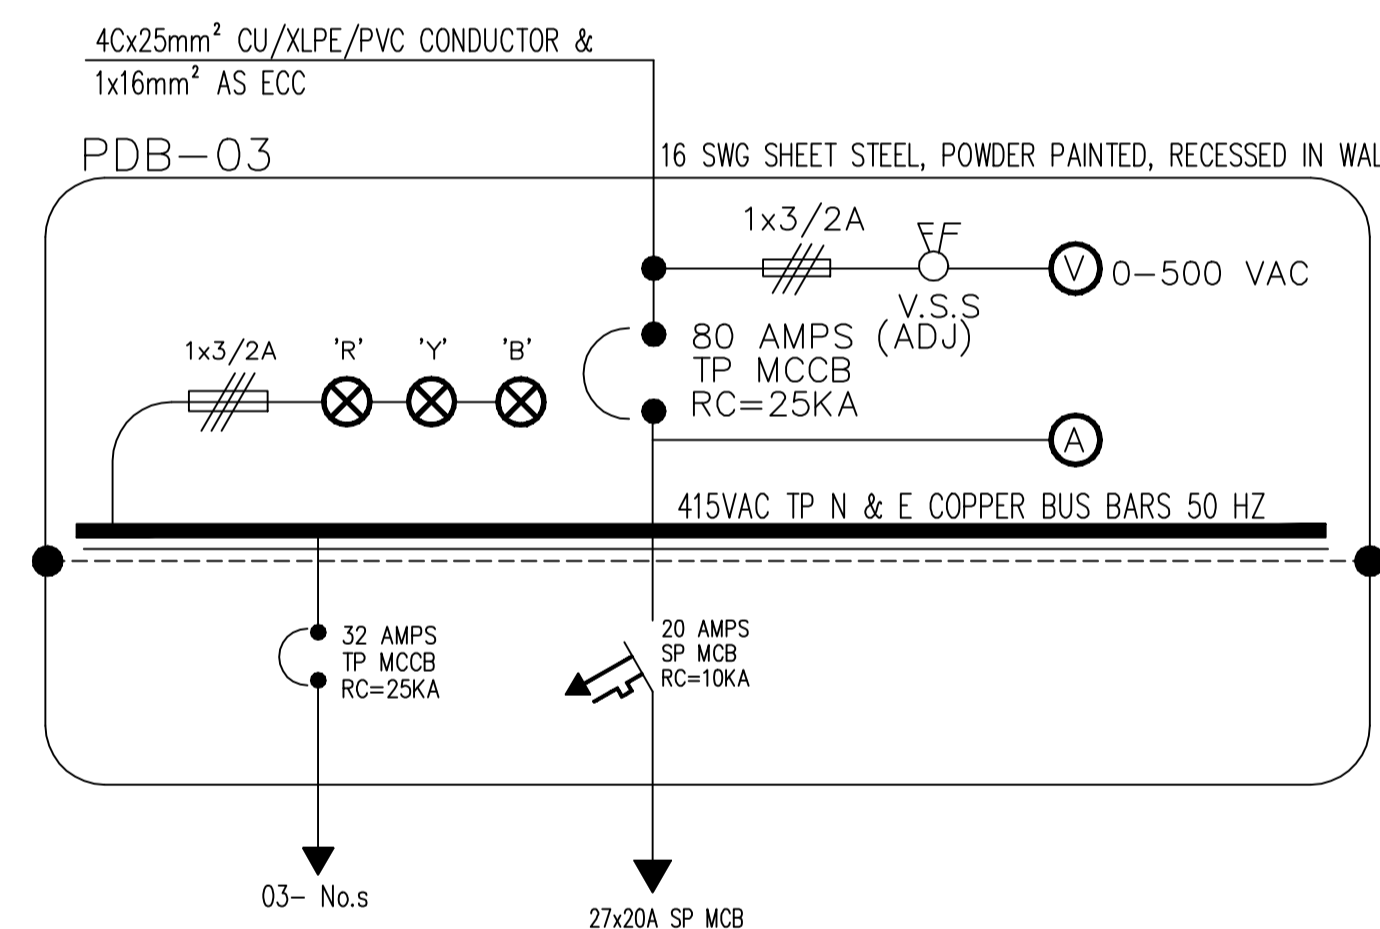 4Cx25mm² CU/XLPE/PVC CONDUCTOR &
1x16mm² AS ECC
PDB-03
16 SWG SHEET STEEL, POWDER PAINTED, RECESSED IN WAL
1x3/2A
V
0-500 VAC
V.S.S
80 AMPS (ADJ)
TP MCCB
RC=25KA
1x3/2A
'R'
'Y'
'B'
A
415VAC TP N & E COPPER BUS BARS 50 HZ
32 AMPS
TP MCCB
RC=25KA
20 AMPS
SP MCB
RC=10KA
03- No.s
27x20A SP MCB